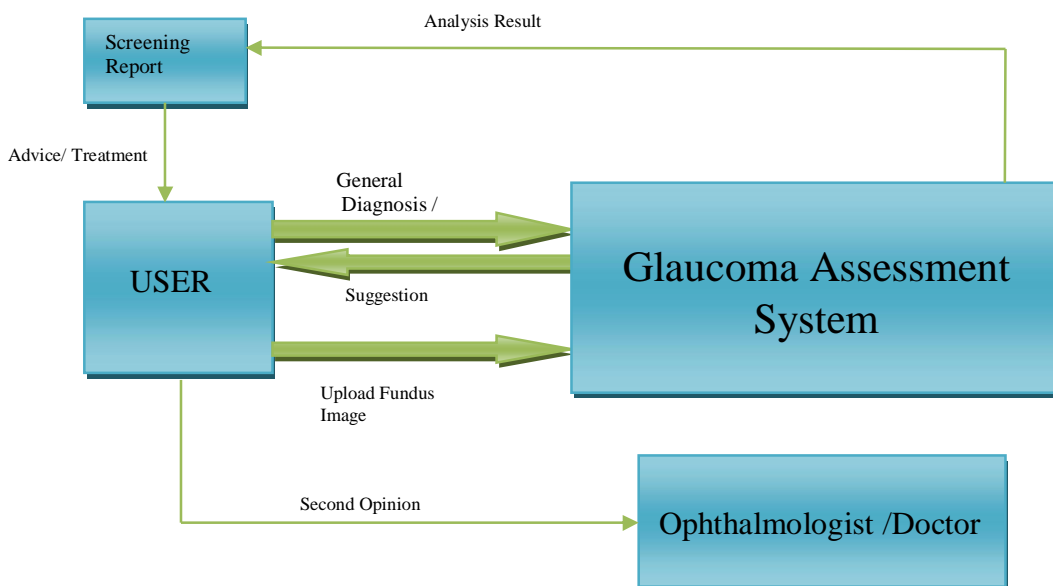 Analysis Result
Screening
Report
Advice/ Treatment
General
Diagnosis /
USER
Suggestion
Glaucoma Assessment
System
Upload Fundus
Image
Second Opinion
Ophthalmologist /Doctor